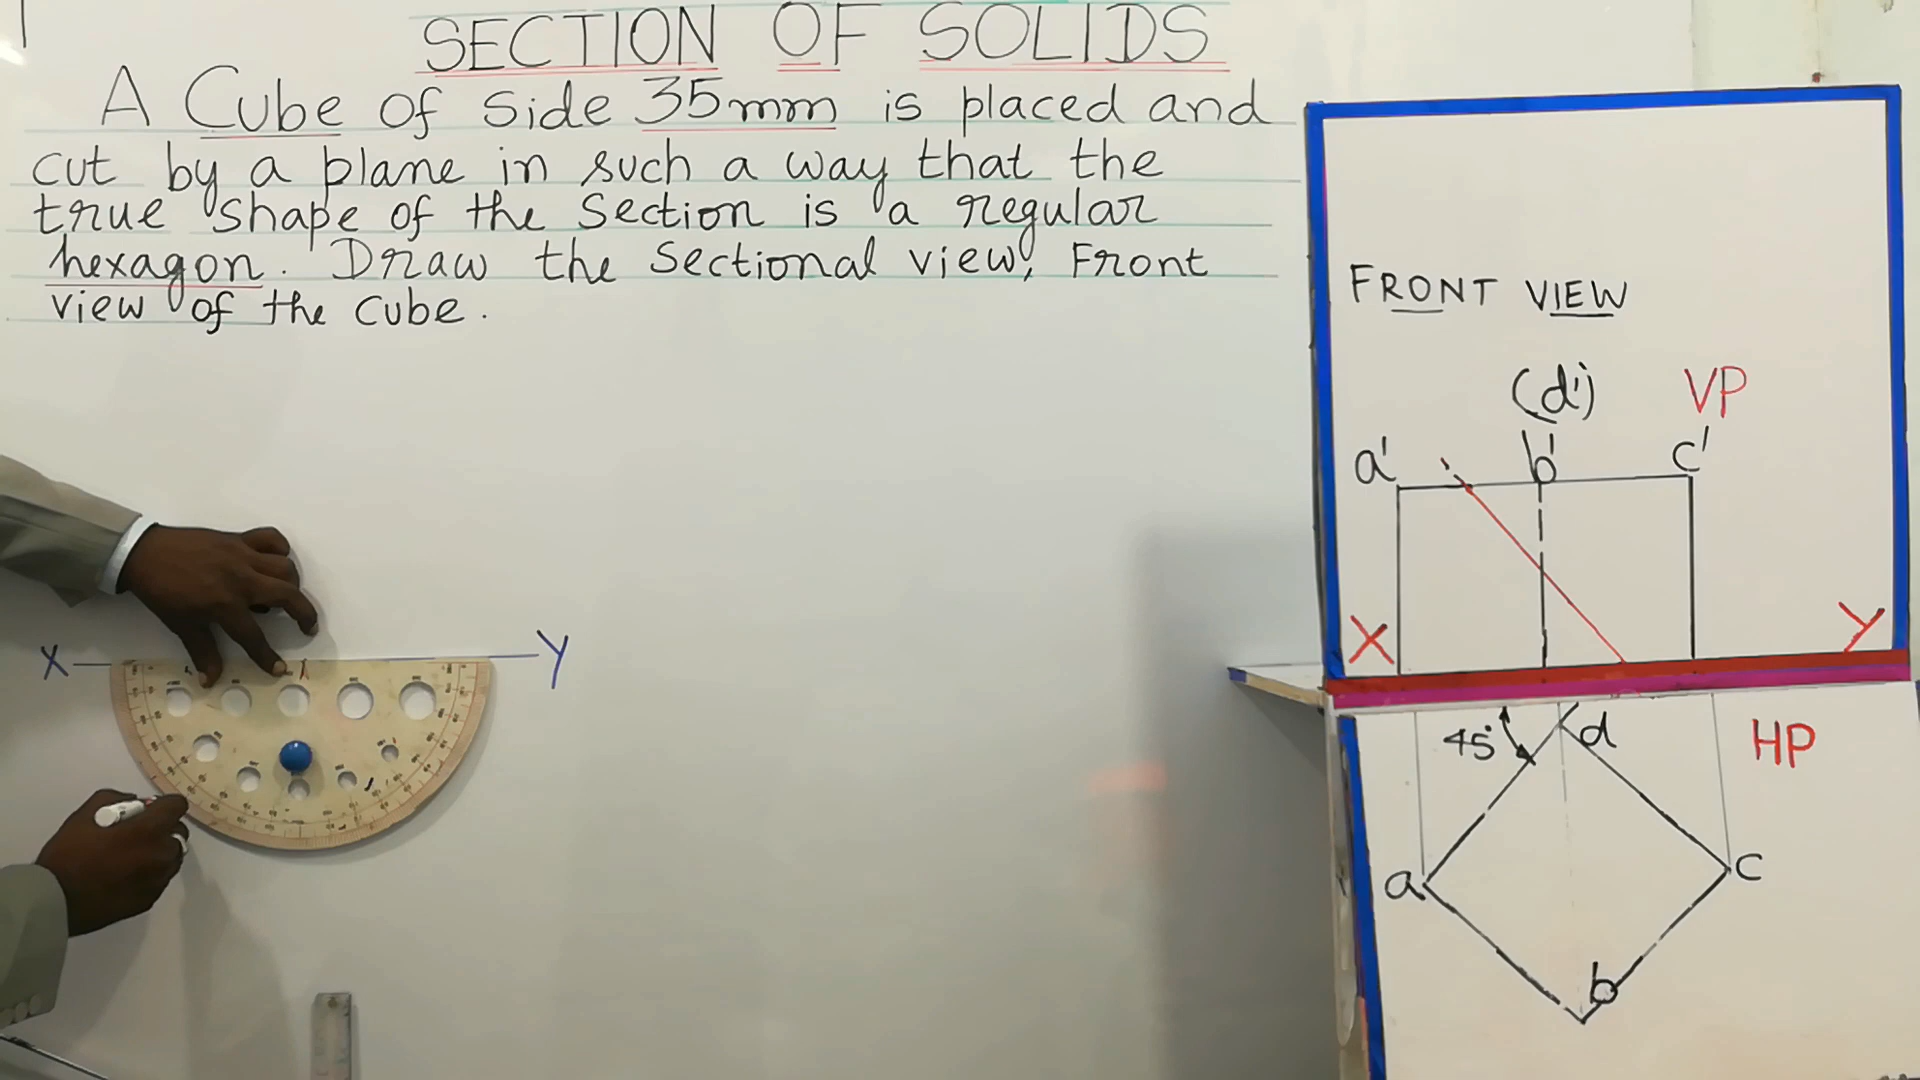 SECTION OF SOLIDS
A Cube of side 35mm is placed and
cut by a plane in such a way that the
true shape of the section is a regular
hexagon. Draw the sectional view, Front
view of the cube.
X Y
FRONT VIEW
(d') VP
a' b' c'
X Y
45° d HP
a c
b